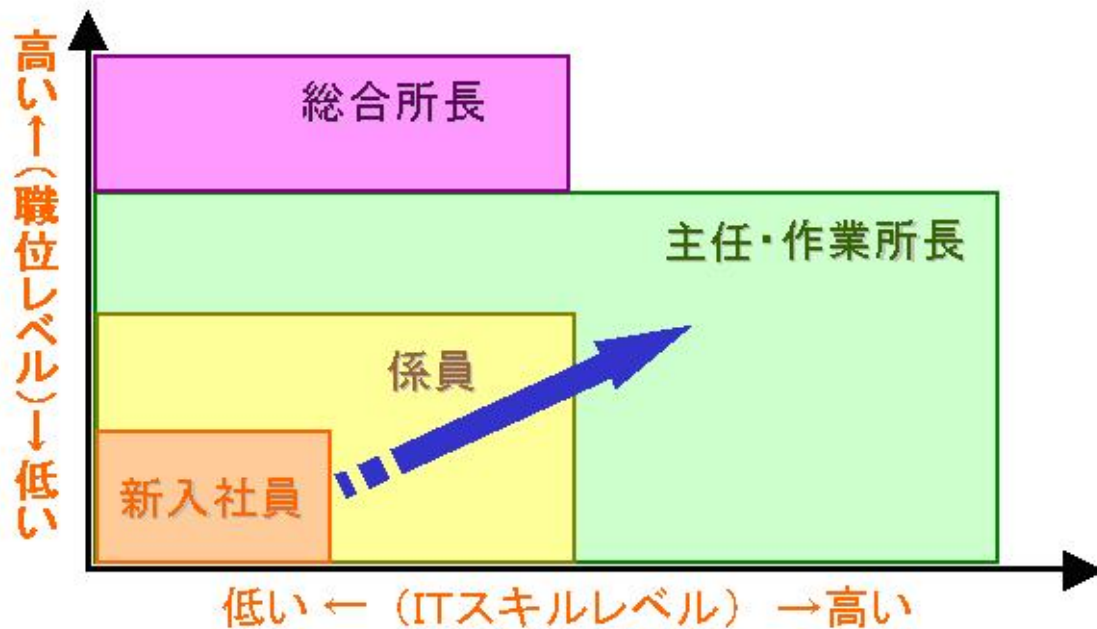 高い←(職位レベル)→低い
総合所長
主任・作業所長
係員
新入社員
低い ← (ITスキルレベル) →高い